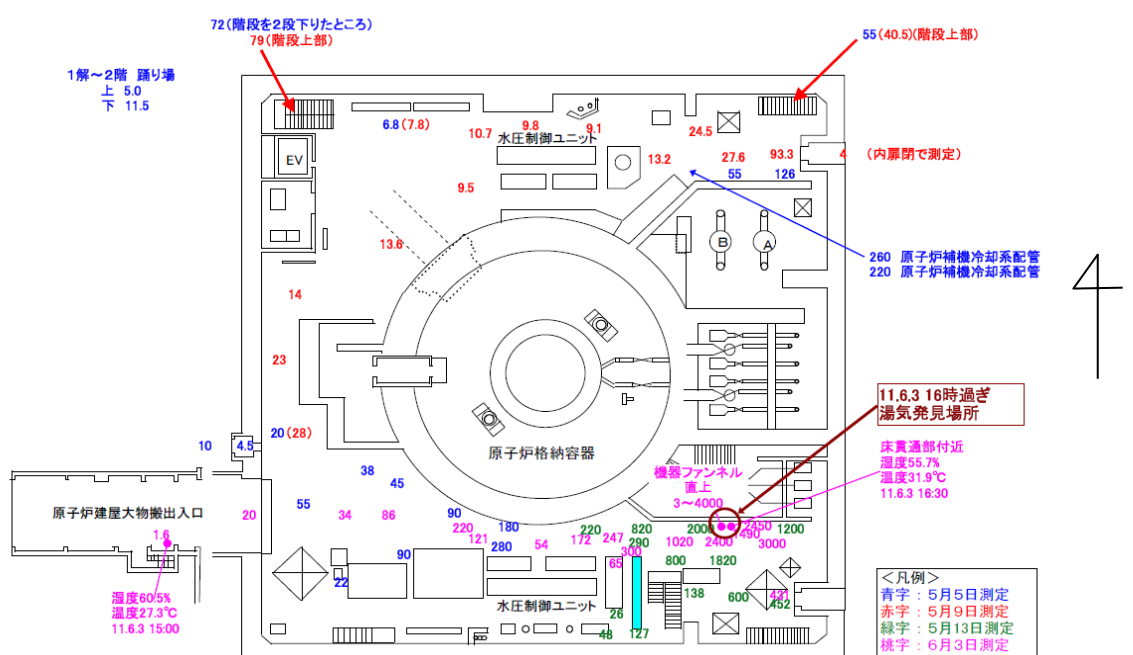 72(階段を2段下りたところ)
79(階段上部)
55(40.5)(階段上部)
1解～2階 踊り場
上 5.0
下 11.5
6.8(7.8)
10.7
9.8
9.1
水圧制御ユニット
24.5
EV
13.2
27.6
93.3
4
(内扉閉で測定)
55
126
9.5
13.6
B
A
260 原子炉補機冷却系配管
220 原子炉補機冷却系配管
14
23
11.6.3 16時過ぎ
湯気発見場所
20(28)
10
4.5
原子炉格納容器
床貫通部付近
湿度55.7%
温度31.9℃
11.6.3 16:30
機器ファンネル
直上
3～4000
38
45
原子炉建屋大物搬出入口
20
55
34
86
90
220
121
180
280
54
172
220
247
820
290
300
2000
2450
1490
1200
1020
2400
3000
1.6
90
22
65
800
1820
138
600
431
452
水圧制御ユニット
26
48
127
湿度60.5%
温度27.3℃
11.6.3 15:00
<凡例>
青字：5月5日測定
赤字：5月9日測定
緑字：5月13日測定
桃字：6月3日測定